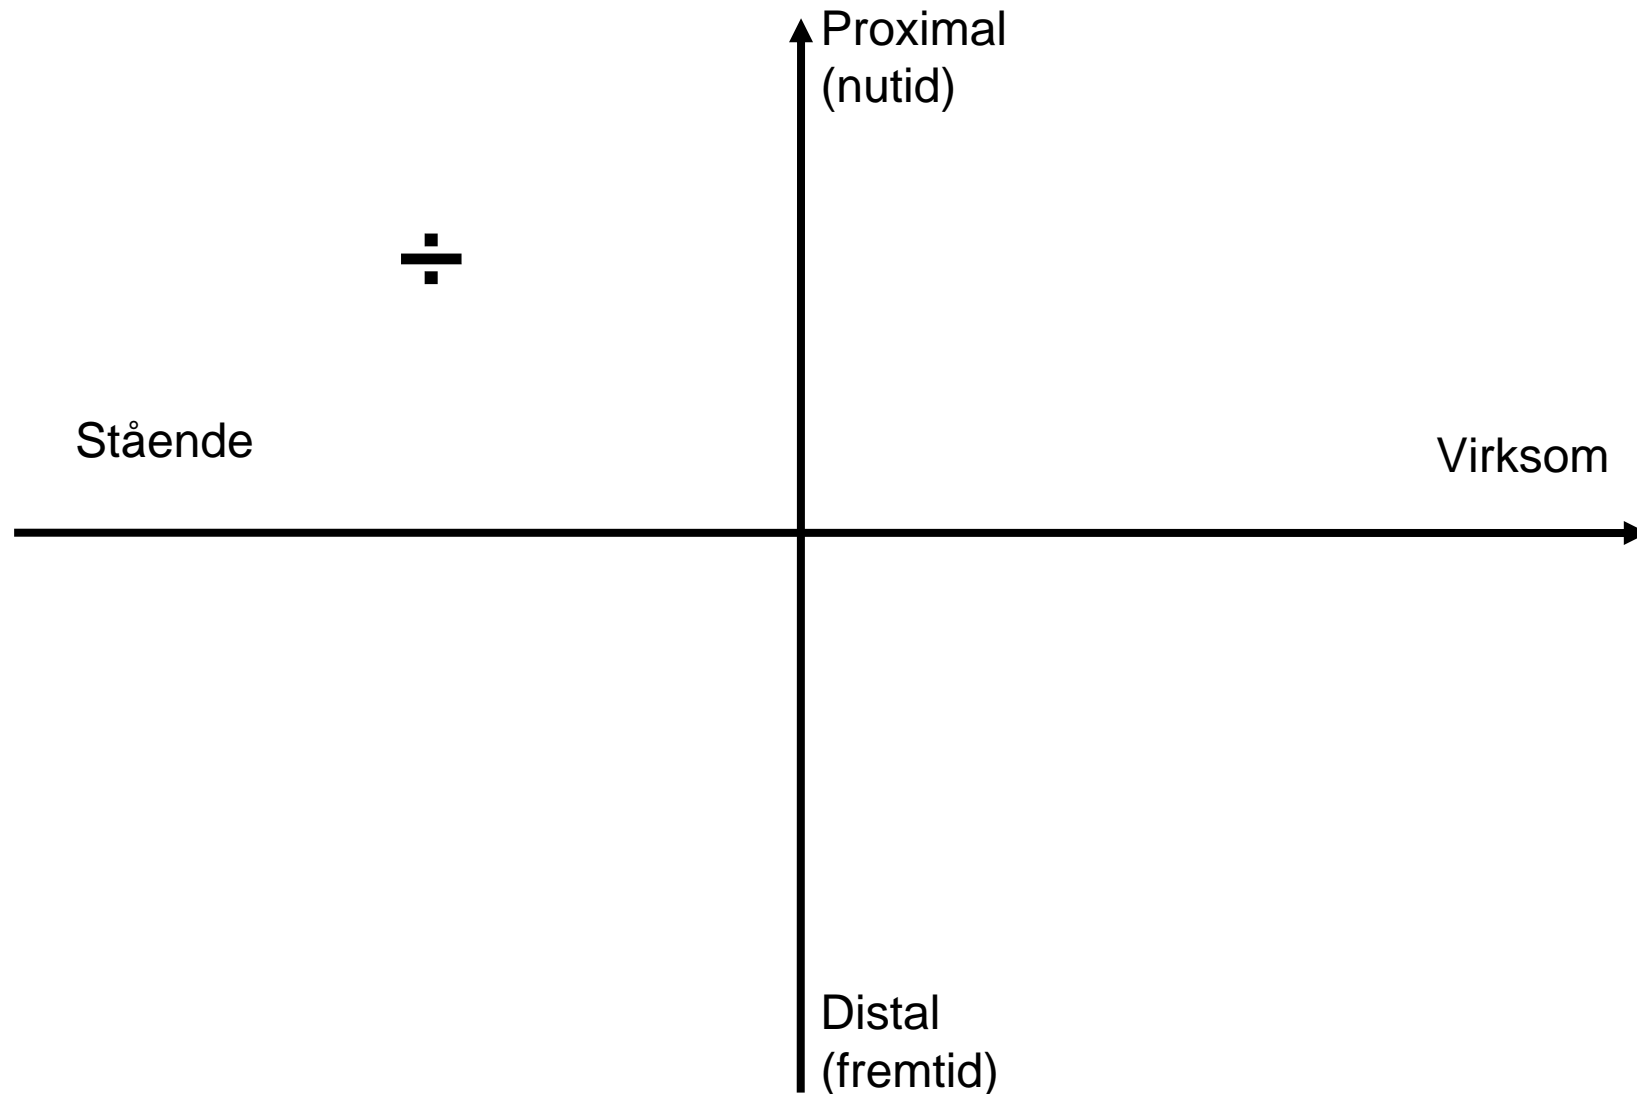 Proximal
(nutid)
÷
Stående
Virksom
Distal
(fremtid)